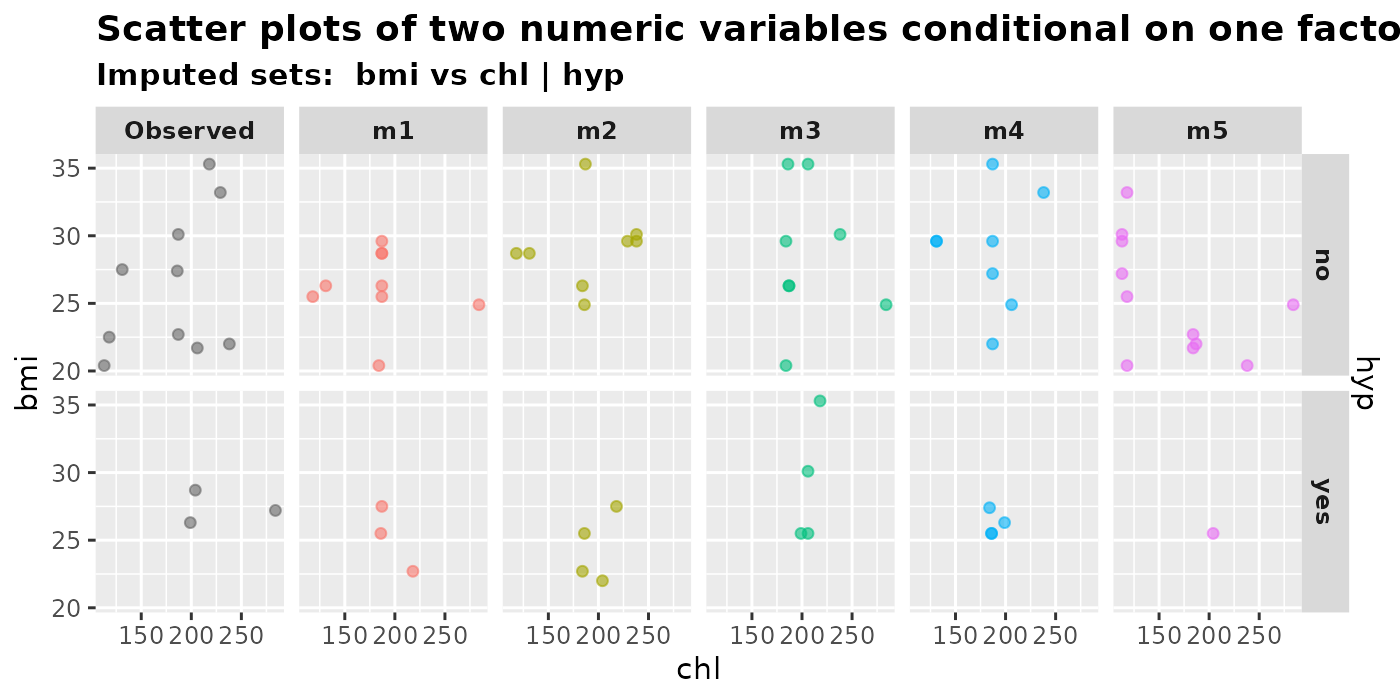 Scatter plots of two numeric variables conditional on one facto
Imputed sets:  bmi vs chl | hyp
Observed m1 m2 m3 m4 m5
35
30
25
20
no
bmi
hyp
35
30
25
20
yes
150 200 250 150 200 250 150 200 250 150 200 250 150 200 250 150 200 250
chl